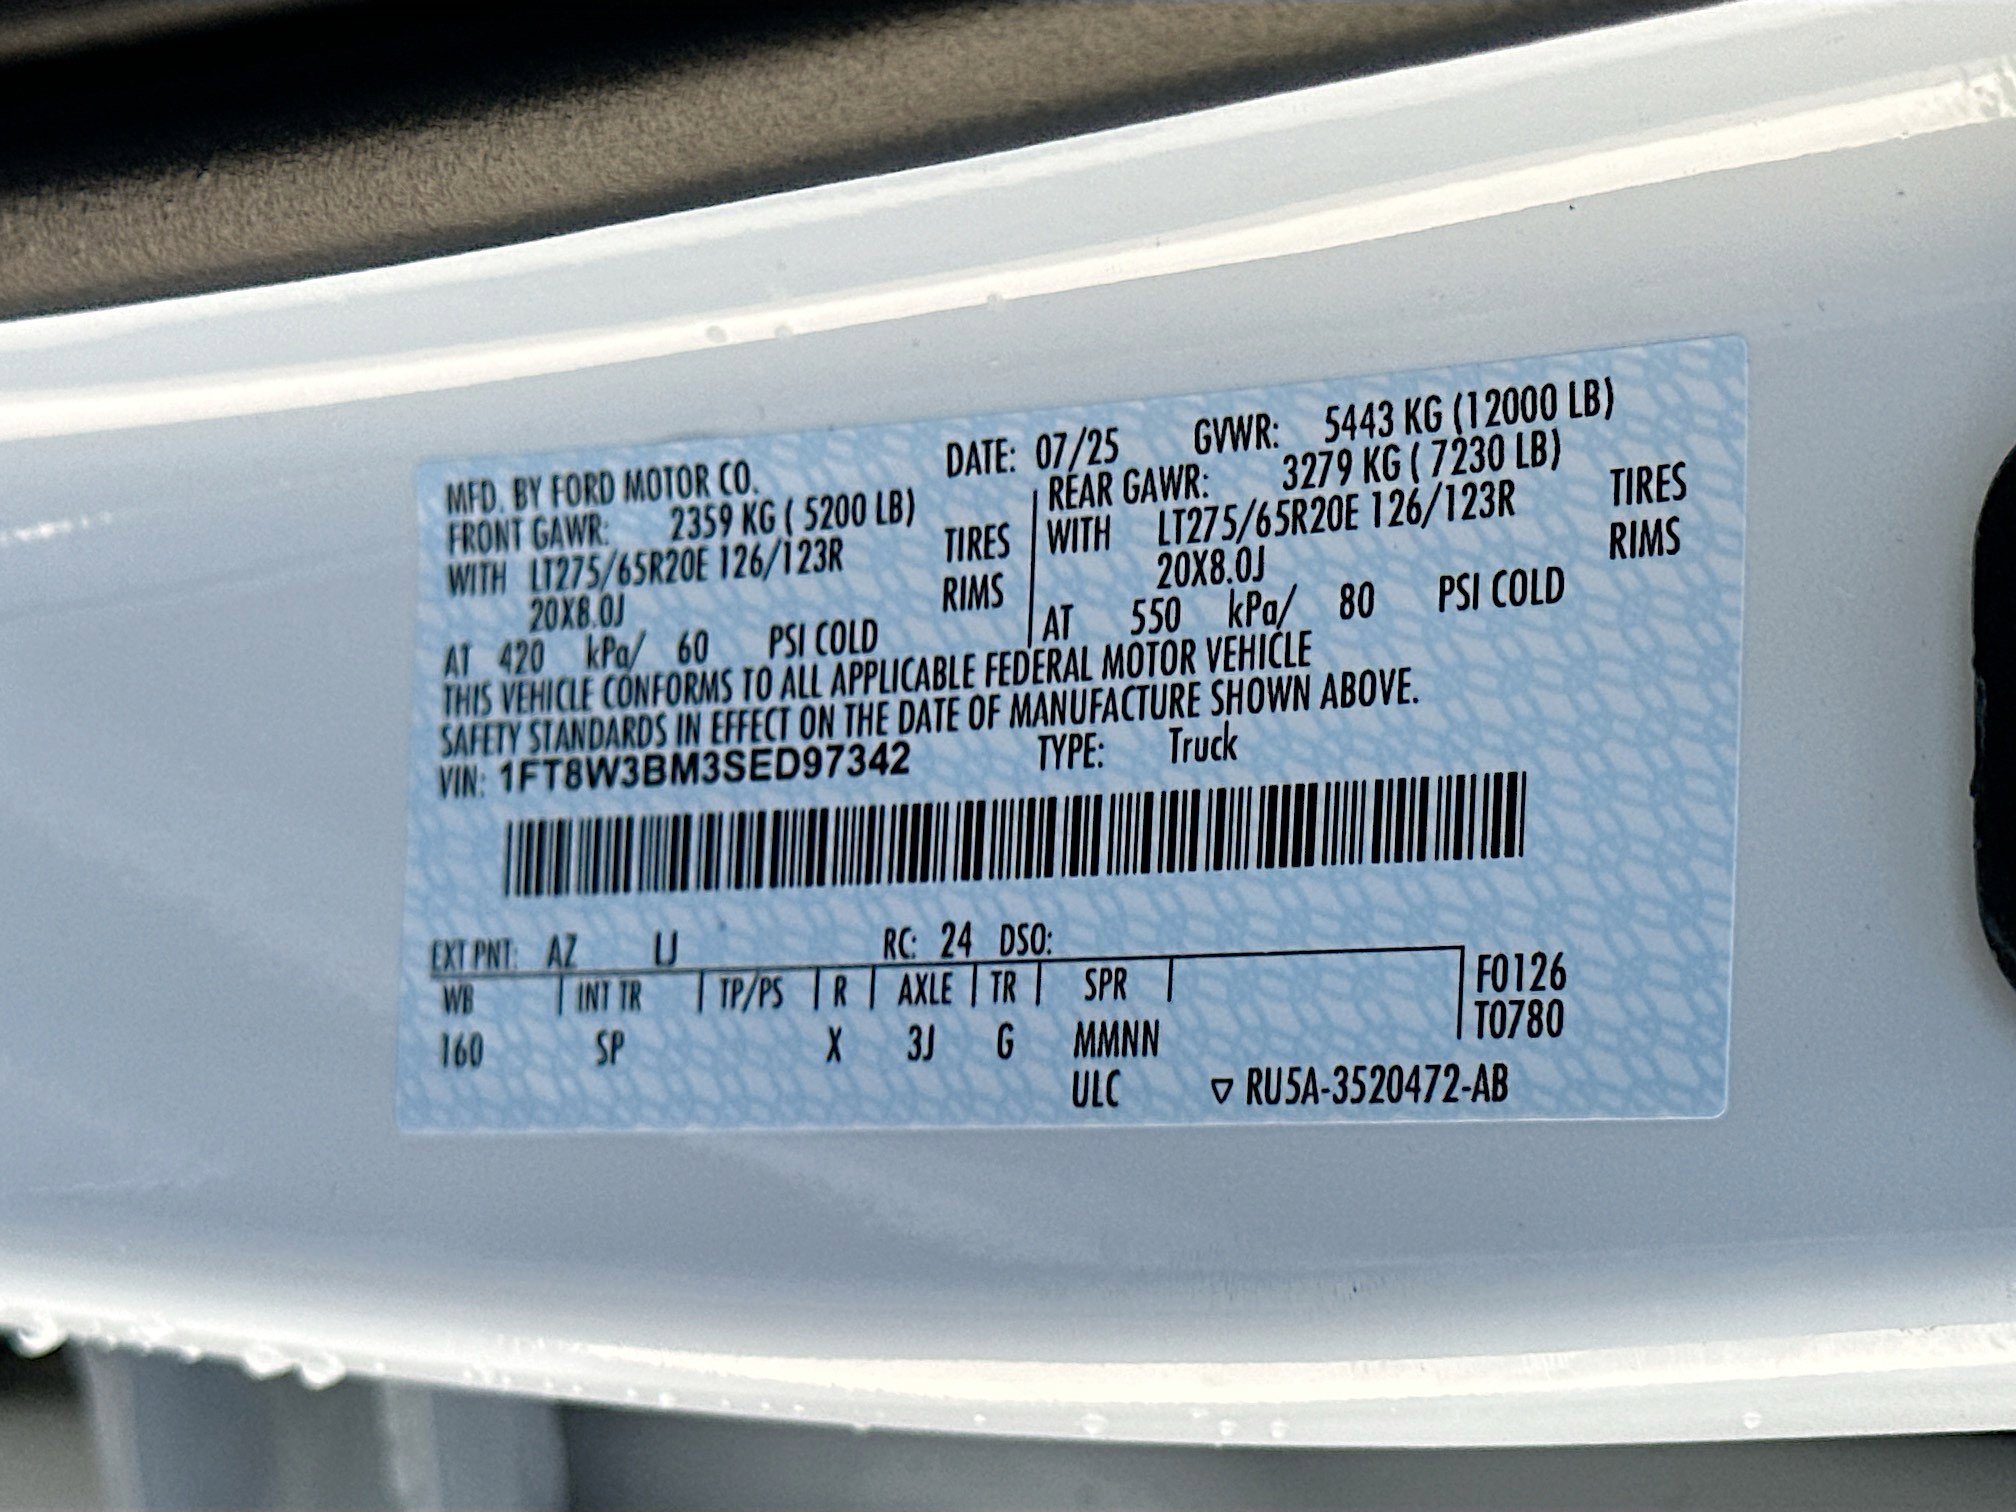 MFD. BY FORD MOTOR CO. DATE: 07/25 GVWR: 5443 KG (12000 LB)
FRONT GAWR: 2359 KG ( 5200 LB) REAR GAWR: 3279 KG ( 7230 LB)
WITH LT275/65R20E 126/123R TIRES WITH LT275/65R20E 126/123R TIRES
20X8.0J RIMS 20X8.0J RIMS
AT 420 kPa/ 60 PSI COLD AT 550 kPa/ 80 PSI COLD
THIS VEHICLE CONFORMS TO ALL APPLICABLE FEDERAL MOTOR VEHICLE
SAFETY STANDARDS IN EFFECT ON THE DATE OF MANUFACTURE SHOWN ABOVE.
VIN: 1FT8W3BM3SED97342 TYPE: Truck
EXT PNT: AZ IJ RC: 24 DSO:
WB INT TR TP/PS R AXLE TR SPR F0126
T0780
160 SP X 3J G MMNN
ULC ▽ RU5A-3520472-AB